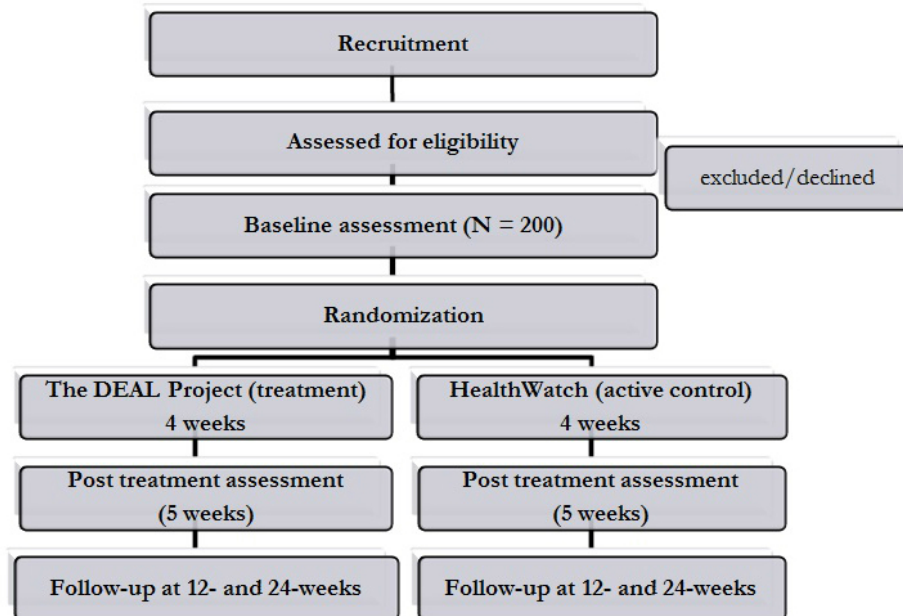 Recruitment
Assessed for eligibility
excluded/declined
Baseline assessment (N = 200)
Randomization
The DEAL Project (treatment)
4 weeks
HealthWatch (active control)
4 weeks
Post treatment assessment
(5 weeks)
Post treatment assessment
(5 weeks)
Follow-up at 12- and 24-weeks
Follow-up at 12- and 24-weeks